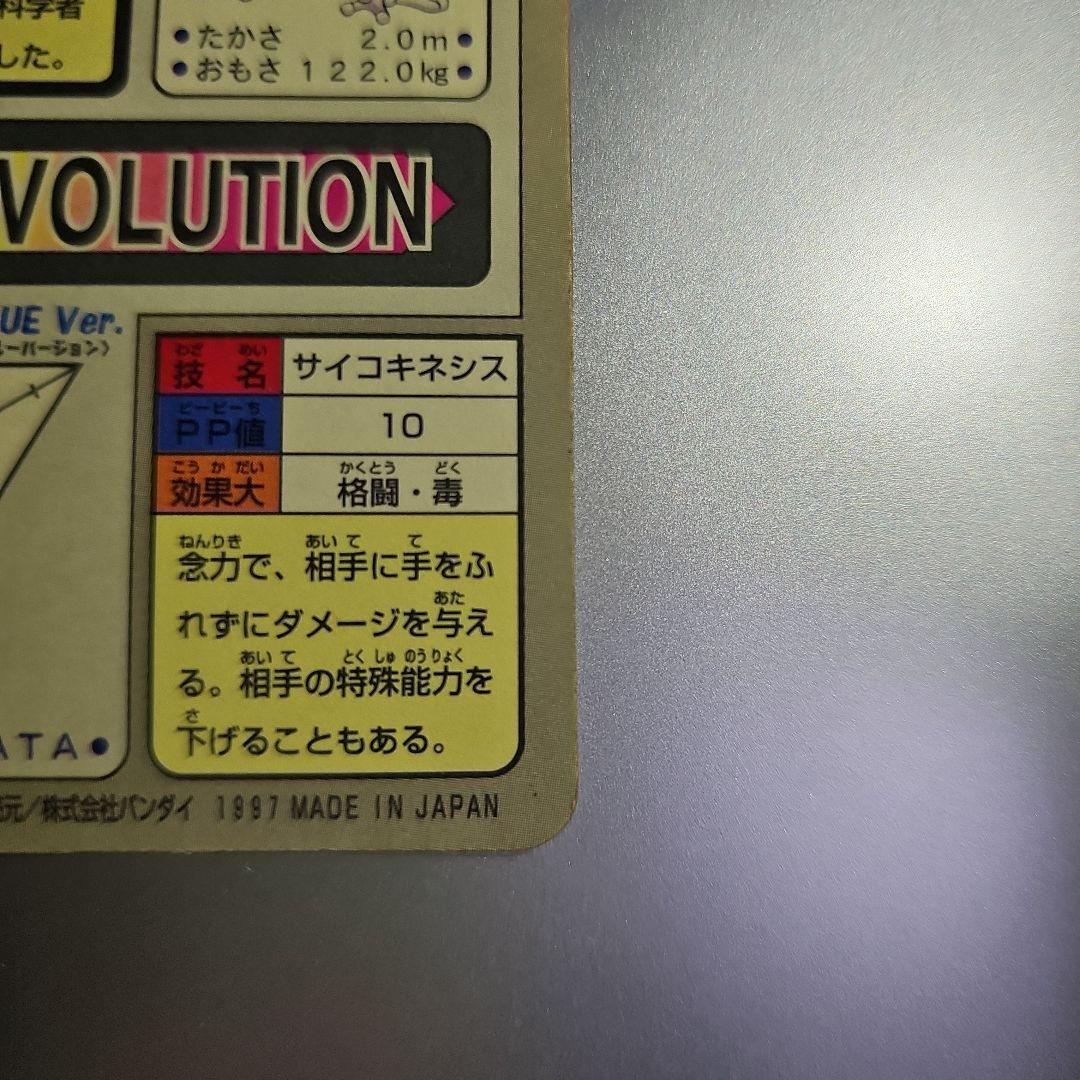 科学者
した。
●たかさ 2.0m●
●おもさ 122.0kg●
VOLUTION
UE Ver.
ーバージョン〉
わざ めい
技名 サイコキネシス
ピーピーち
PP値 10
こうかだい かくとう どく
効果大 格闘・毒
ねんりき あいて て
念力で、相手に手をふ
あた
れずにダメージを与え
あいて とくしゅのうりょく
る。相手の特殊能力を
さ
下げることもある。
ATA●
元/株式会社バンダイ 1997 MADE IN JAPAN